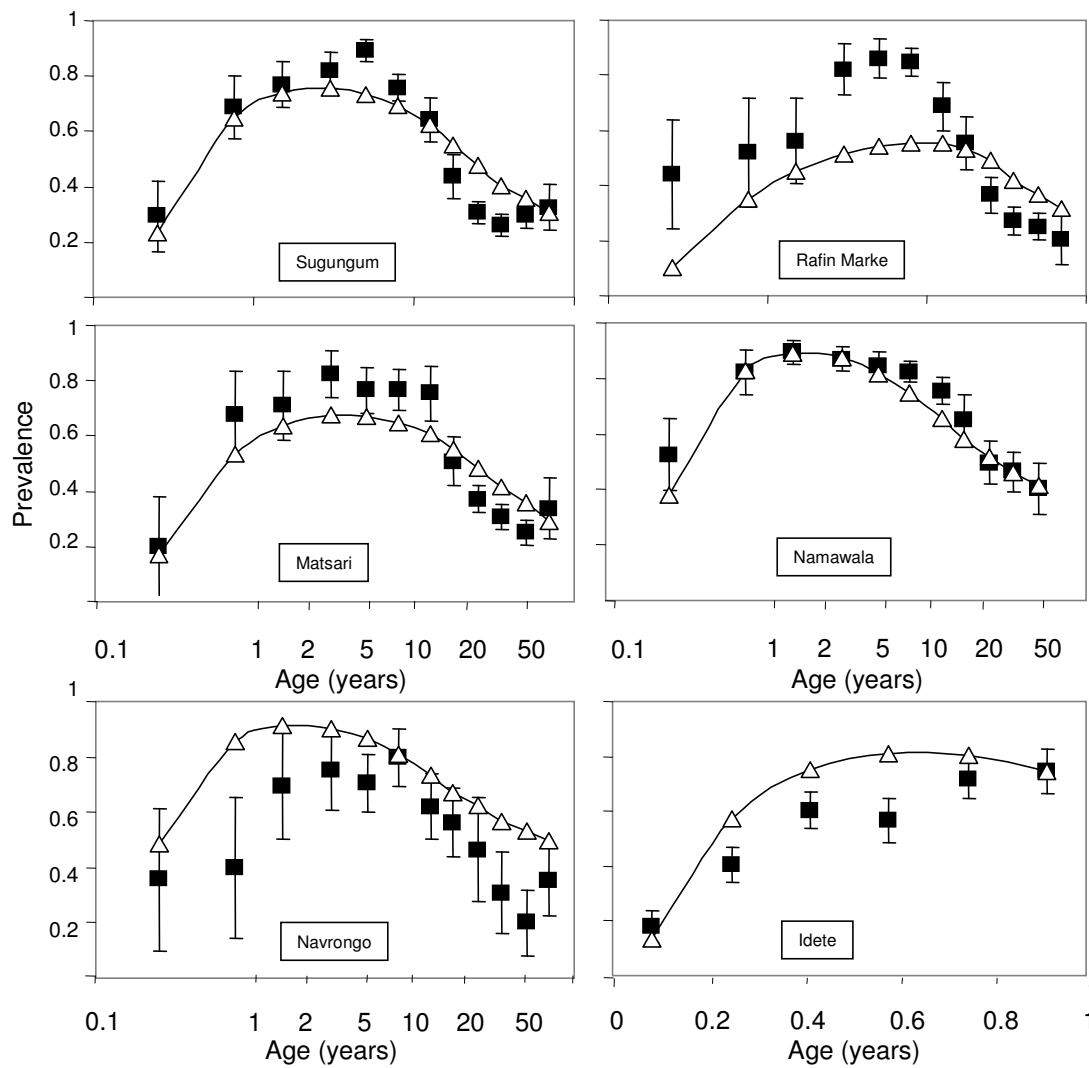 1
0.8
0.6
0.4
0.2
Sugungum
Rafin Marke
1
0.8
0.6
0.4
0.2
Prevalence
Matsari
Namawala
0.1 1 2 5 10 20 50
0.1 1 2 5 10 20 50
Age (years)
Age (years)
1
0.8
0.6
0.4
0.2
Navrongo
Idete
0.1 1 2 5 10 20 50
0 0.2 0.4 0.6 0.8 1
Age (years)
Age (years)